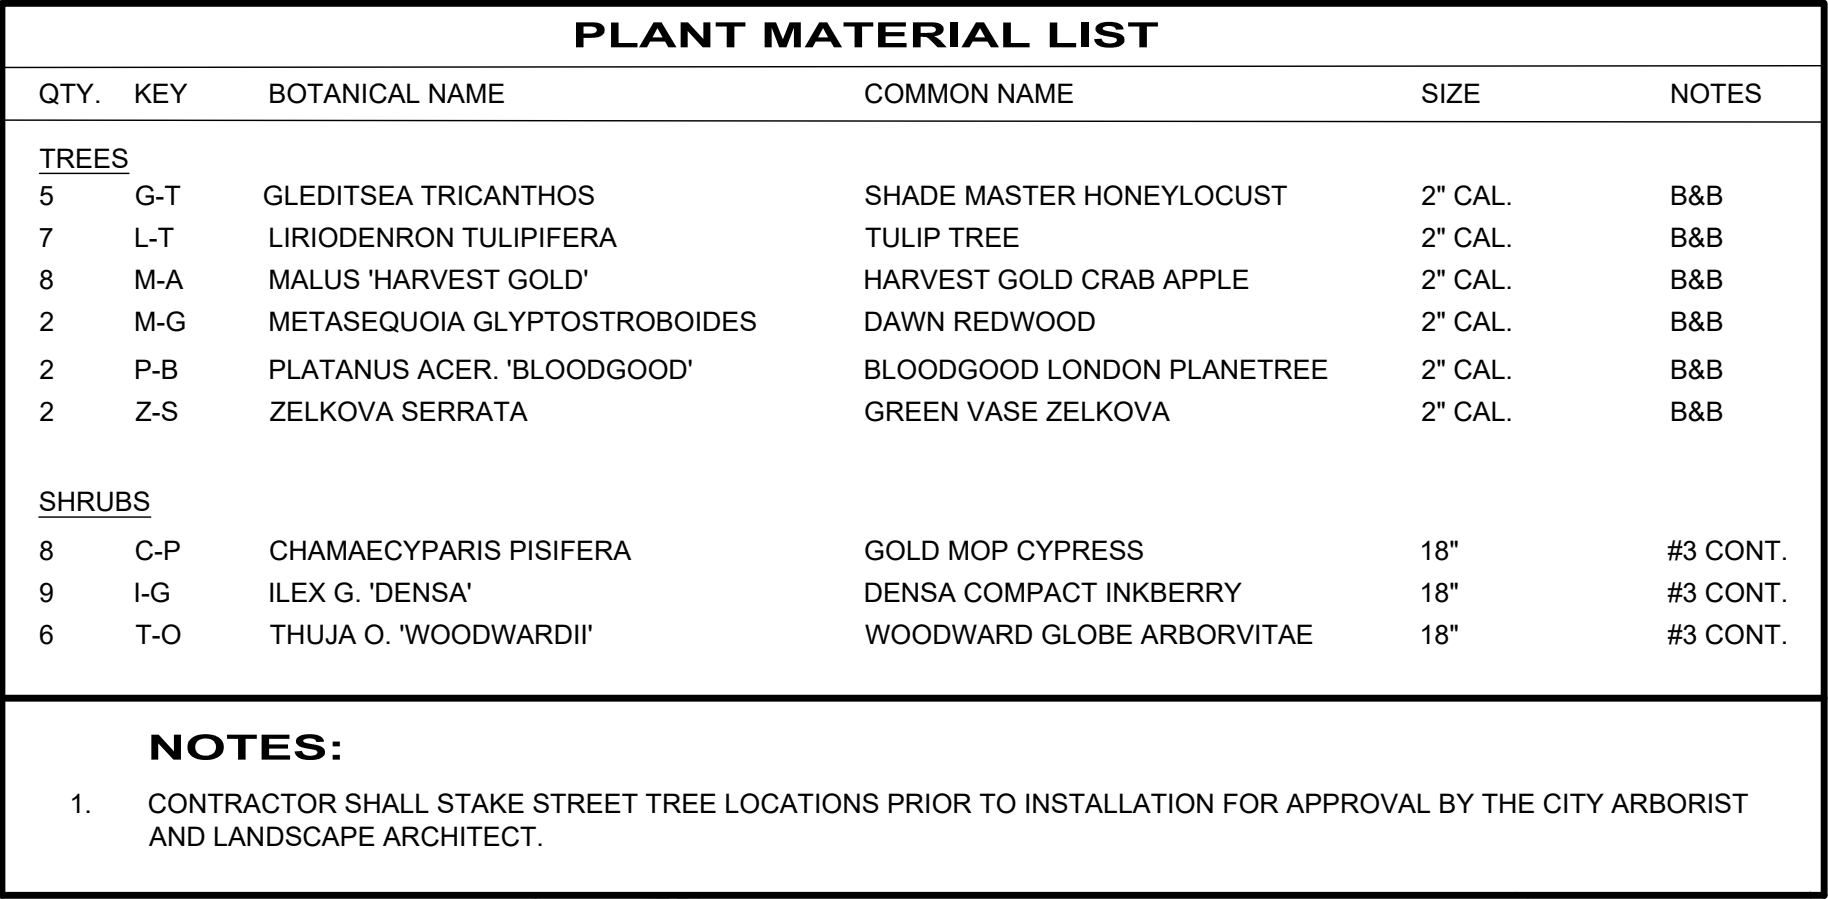 PLANT MATERIAL LIST
QTY. KEY BOTANICAL NAME COMMON NAME SIZE NOTES
TREES
5 G-T GLEDITSEA TRICANTHOS SHADE MASTER HONEYLOCUST 2" CAL. B&B
7 L-T LIRIODENRON TULIPIFERA TULIP TREE 2" CAL. B&B
8 M-A MALUS 'HARVEST GOLD' HARVEST GOLD CRAB APPLE 2" CAL. B&B
2 M-G METASEQUOIA GLYPTOSTROBOIDES DAWN REDWOOD 2" CAL. B&B
2 P-B PLATANUS ACER. 'BLOODGOOD' BLOODGOOD LONDON PLANETREE 2" CAL. B&B
2 Z-S ZELKOVA SERRATA GREEN VASE ZELKOVA 2" CAL. B&B
SHRUBS
8 C-P CHAMAECYPARIS PISIFERA GOLD MOP CYPRESS 18" #3 CONT.
9 I-G ILEX G. 'DENSA' DENSA COMPACT INKBERRY 18" #3 CONT.
6 T-O THUJA O. 'WOODWARDII' WOODWARD GLOBE ARBORVITAE 18" #3 CONT.
NOTES:
1. CONTRACTOR SHALL STAKE STREET TREE LOCATIONS PRIOR TO INSTALLATION FOR APPROVAL BY THE CITY ARBORIST
AND LANDSCAPE ARCHITECT.